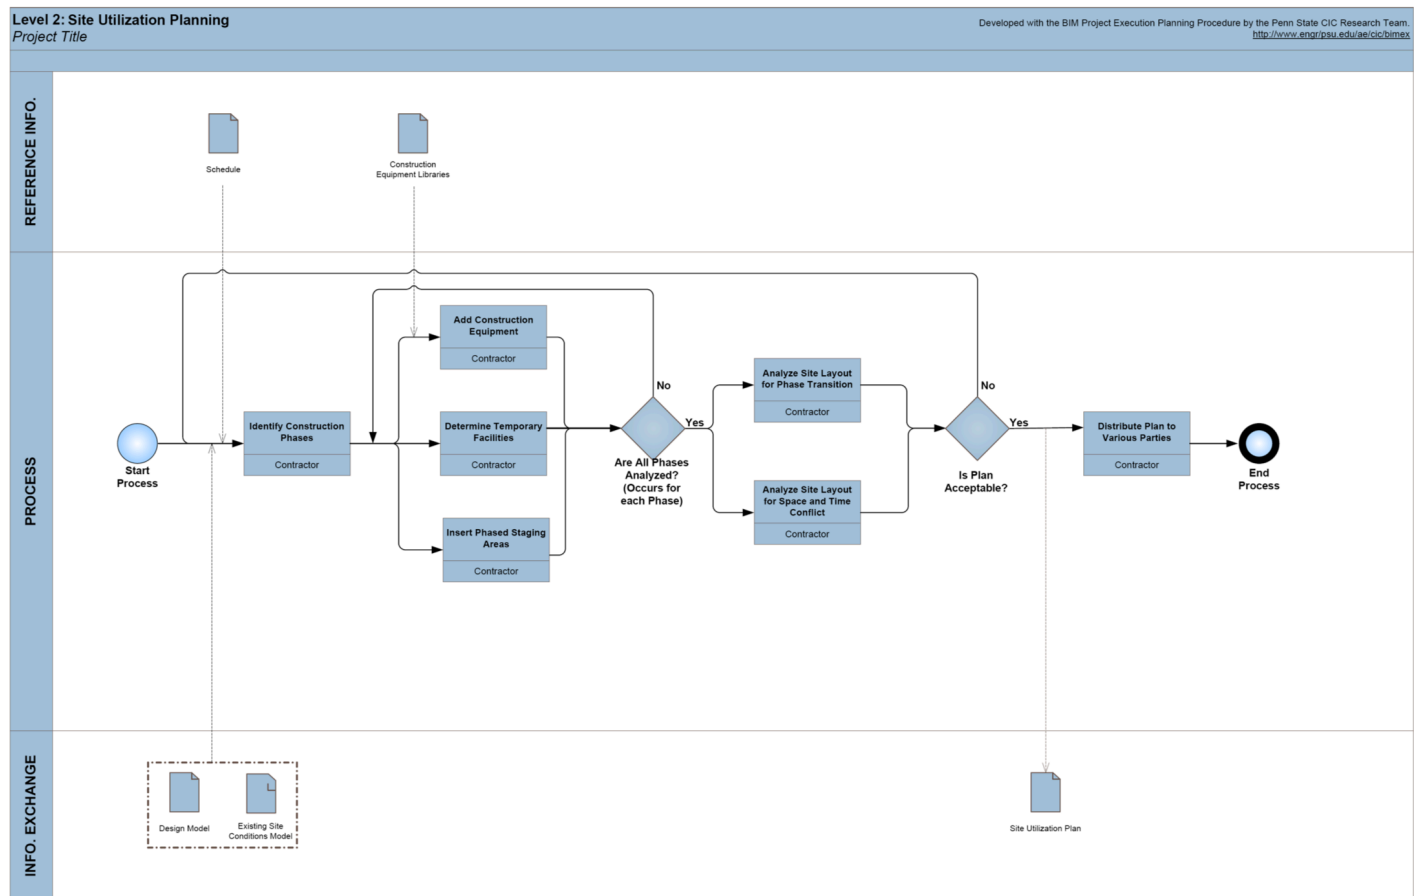 Level 2: Site Utilization Planning
Project Title
Developed with the BIM Project Execution Planning Procedure by the Penn State CIC Research Team.
http://www.engr/psu.edu/ae/cic/bimex
REFERENCE INFO.
Schedule
Construction
Equipment Libraries
PROCESS
Start
Process
Identify Construction
Phases
Contractor
Add Construction
Equipment
Contractor
Determine Temporary
Facilities
Contractor
Insert Phased Staging
Areas
Contractor
No
Yes
Are All Phases
Analyzed?
(Occurs for
each Phase)
Analyze Site Layout
for Phase Transition
Contractor
Analyze Site Layout
for Space and Time
Conflict
Contractor
No
Yes
Is Plan
Acceptable?
Distribute Plan to
Various Parties
Contractor
End
Process
INFO. EXCHANGE
Design Model
Existing Site
Conditions Model
Site Utilization Plan